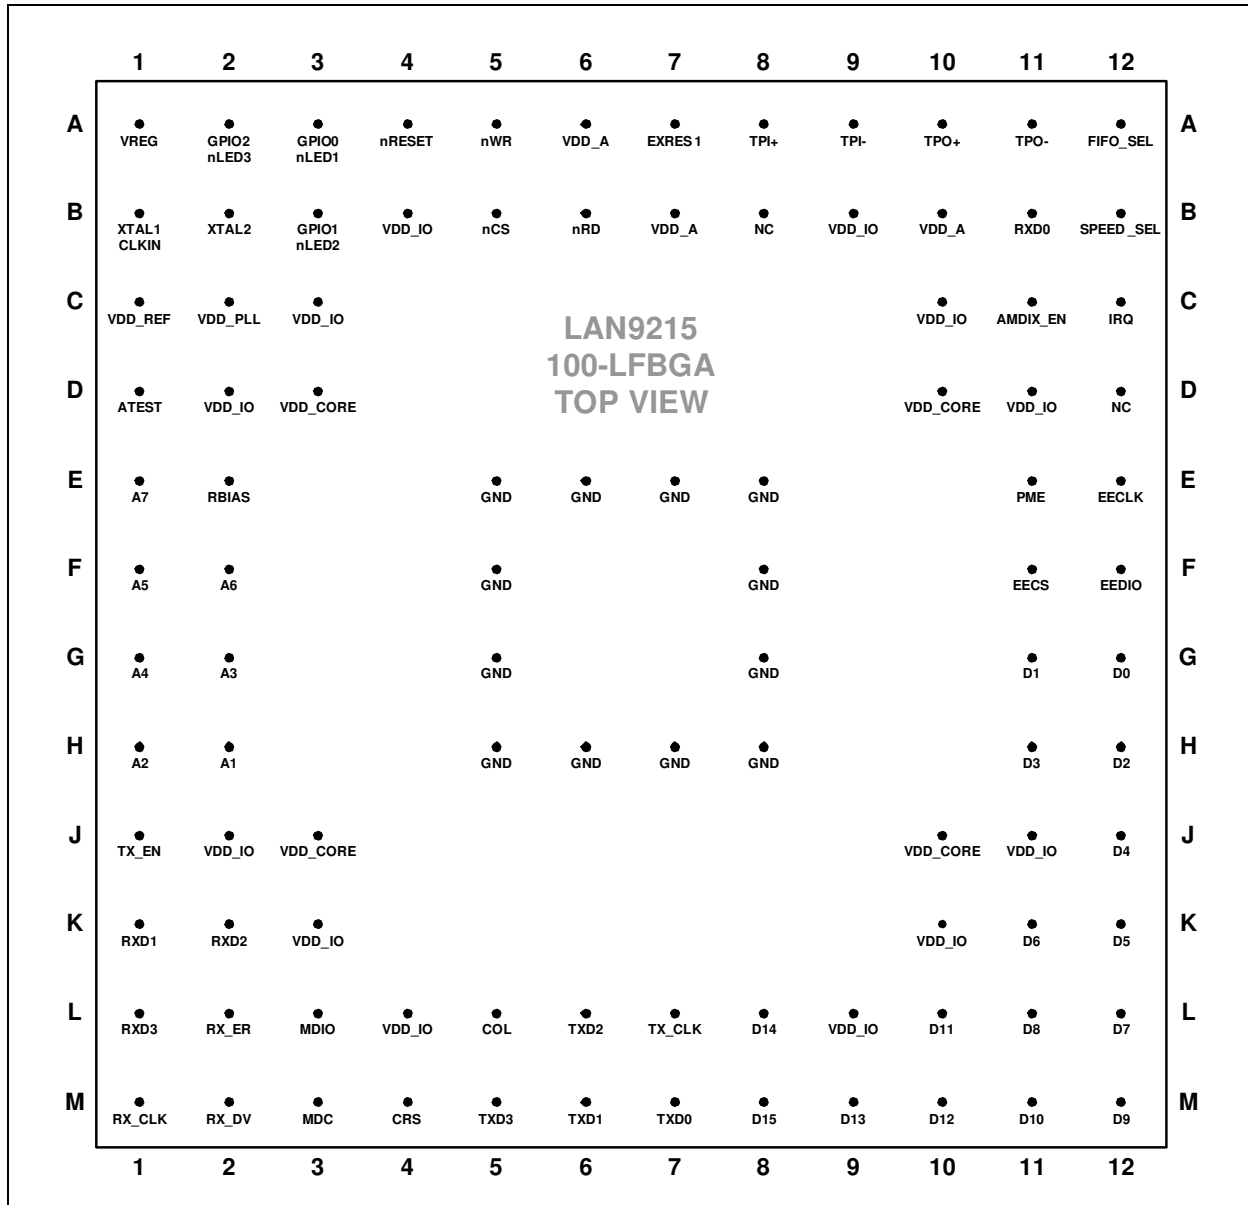 1 2 3 4 5 6 7 8 9 10 11 12
A A
VREG GPIO2 GPIO0 nRESET nWR VDD_A EXRES1 TPI+ TPI- TPO+ TPO- FIFO_SEL
nLED3 nLED1
B B
XTAL1 XTAL2 GPIO1 VDD_IO nCS nRD VDD_A NC VDD_IO VDD_A RXD0 SPEED_SEL
CLKIN nLED2
C C
VDD_REF VDD_PLL VDD_IO VDD_IO AMDIX_EN IRQ
LAN9215
100-LFBGA
TOP VIEW
D D
ATEST VDD_IO VDD_CORE VDD_CORE VDD_IO NC
E E
A7 RBIAS GND GND GND GND PME EECLK
F F
A5 A6 GND GND EECS EEDIO
G G
A4 A3 GND GND D1 D0
H H
A2 A1 GND GND GND GND D3 D2
J J
TX_EN VDD_IO VDD_CORE VDD_CORE VDD_IO D4
K K
RXD1 RXD2 VDD_IO VDD_IO D6 D5
L L
RXD3 RX_ER MDIO VDD_IO COL TXD2 TX_CLK D14 VDD_IO D11 D8 D7
M M
RX_CLK RX_DV MDC CRS TXD3 TXD1 TXD0 D15 D13 D12 D10 D9
1 2 3 4 5 6 7 8 9 10 11 12